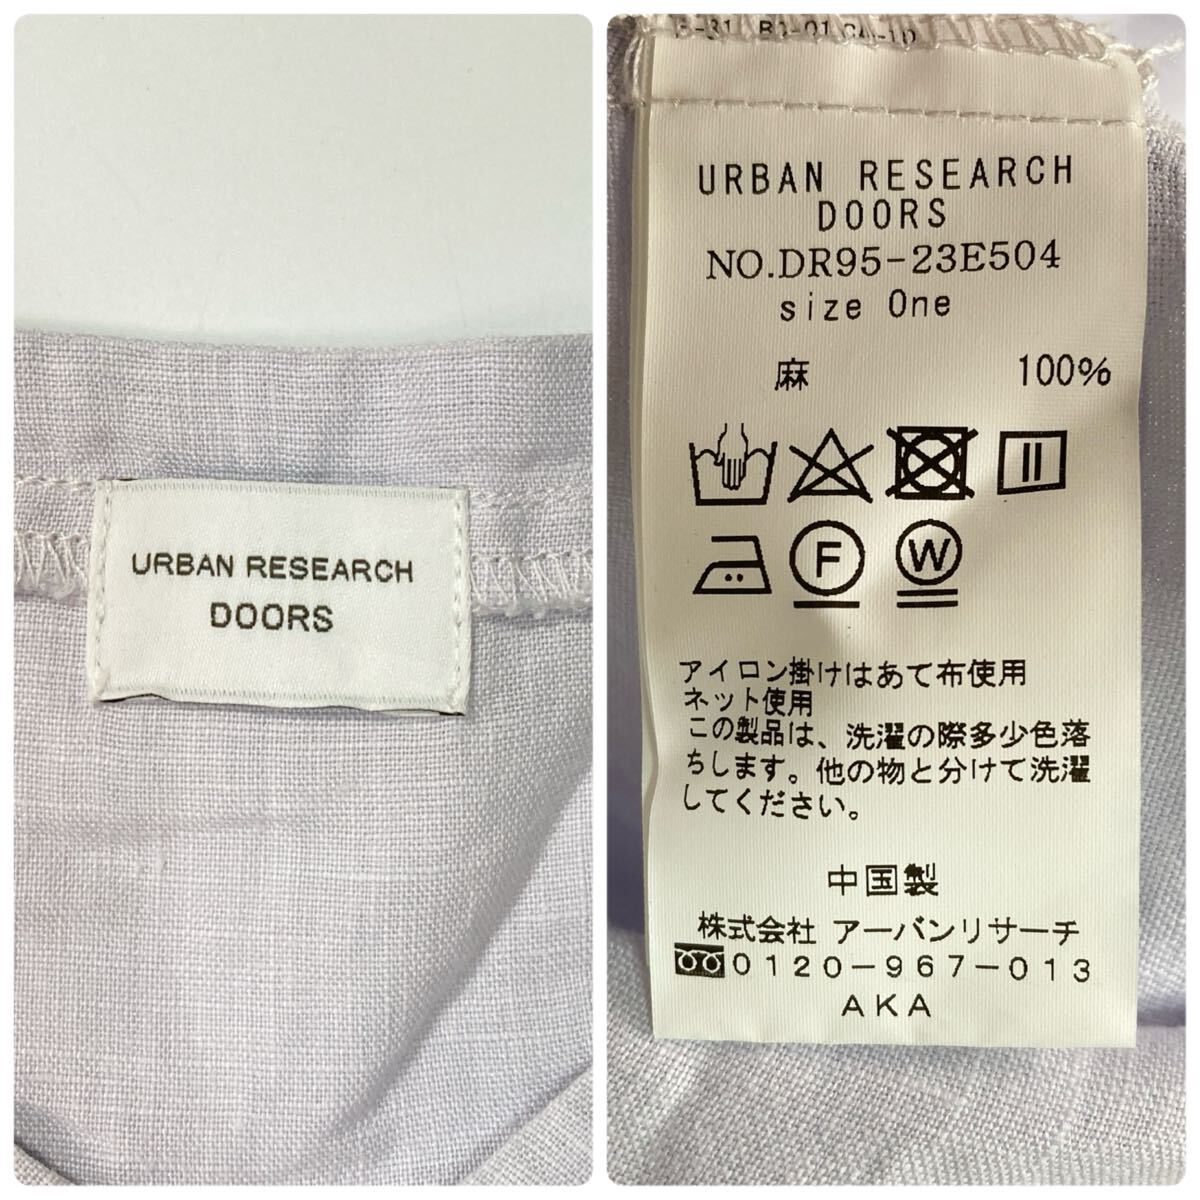 URBAN RESEARCH
DOORS
URBAN RESEARCH
DOORS
NO.DR95-23E504
size One
麻 100%
F W
アイロン掛けはあて布使用
ネット使用
この製品は、洗濯の際多少色落
ちします。他の物と分けて洗濯
してください。
中国製
株式会社 アーバンリサーチ
0120-967-013
AKA